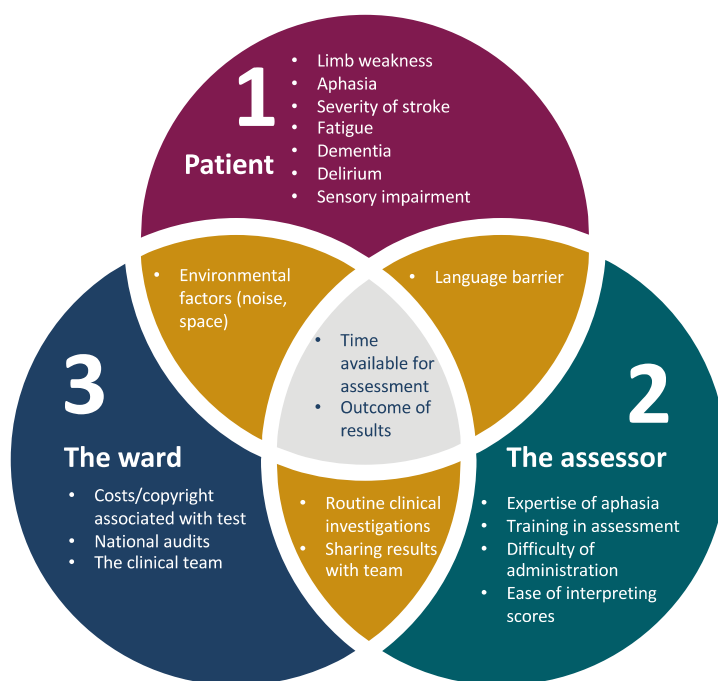 1
Patient
• Limb weakness
• Aphasia
• Severity of stroke
• Fatigue
• Dementia
• Delirium
• Sensory impairment
• Environmental
factors (noise,
space)
• Language barrier
• Time
available for
assessment
• Outcome of
results
3
The ward
• Costs/copyright
associated with test
• National audits
• The clinical team
2
The assessor
• Expertise of aphasia
• Training in assessment
• Difficulty of
administration
• Ease of interpreting
scores
• Routine clinical
investigations
• Sharing results
with team